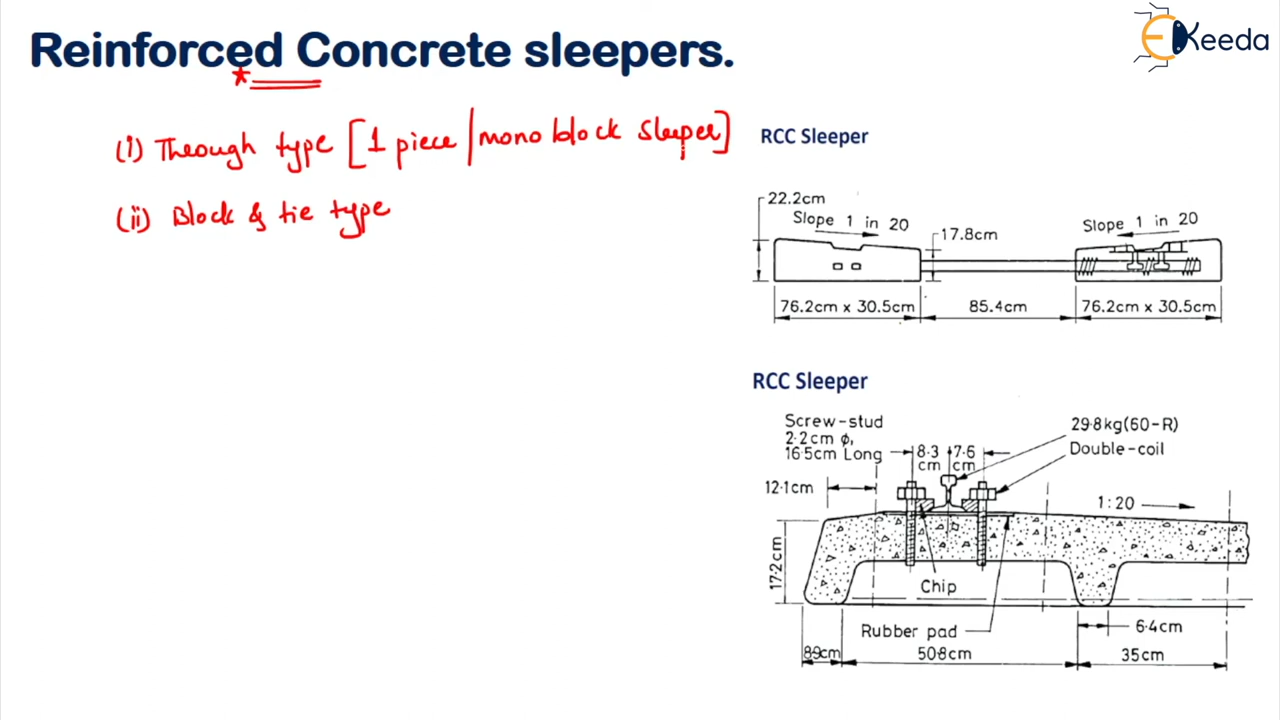 Reinforced Concrete sleepers.
EKeeda
(i) Through type [1 piece / mono block sleeper]
(ii) Block & tie type
RCC Sleeper
22.2cm
Slope 1 in 20
17.8cm
Slope 1 in 20
76.2cm x 30.5cm
85.4cm
76.2cm x 30.5cm
RCC Sleeper
Screw-stud
2·2cm φ,
16·5cm Long
8·3 cm
7·6 cm
29·8kg(60-R)
Double-coil
12·1cm
1:20
17·2cm
Chip
Rubber pad
6·4cm
8·9cm
50·8cm
35cm